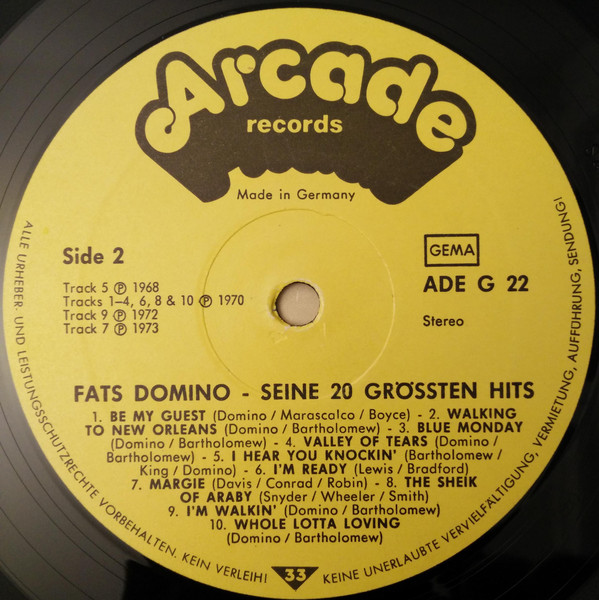 Arcade
records
Made in Germany
Side 2
GEMA
ADE G 22
Stereo
Track 5 ℗ 1968
Tracks 1–4, 6, 8 & 10 ℗ 1970
Track 9 ℗ 1972
Track 7 ℗ 1973
FATS DOMINO - SEINE 20 GRÖSSTEN HITS
1. BE MY GUEST (Domino / Marascalco / Boyce) - 2. WALKING
TO NEW ORLEANS (Domino / Bartholomew) - 3. BLUE MONDAY
(Domino / Bartholomew) - 4. VALLEY OF TEARS (Domino /
Bartholomew) - 5. I HEAR YOU KNOCKIN' (Bartholomew /
King / Domino) - 6. I'M READY (Lewis / Bradford)
7. MARGIE (Davis / Conrad / Robin) - 8. THE SHEIK
OF ARABY (Snyder / Wheeler / Smith)
9. I'M WALKIN' (Domino / Bartholomew)
10. WHOLE LOTTA LOVING
(Domino / Bartholomew)
ALLE URHEBER- UND LEISTUNGSSCHUTZRECHTE VORBEHALTEN. KEIN VERLEIH! KEINE UNERLAUBTE VERVIELFÄLTIGUNG, VERMIETUNG, AUFFÜHRUNG, SENDUNG!
33